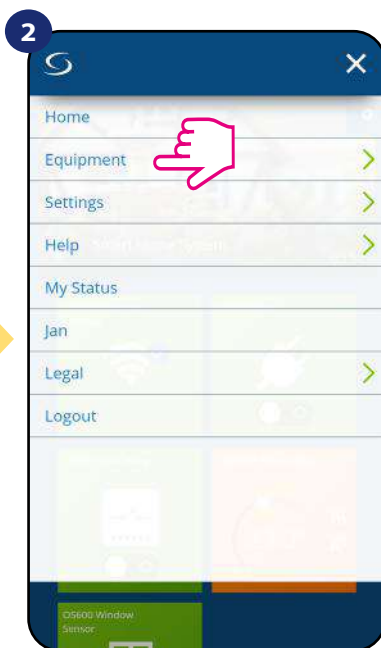 2
Home
Equipment
Settings
Help
My Status
Jan
Legal
Logout
OS600 Window
Sensor